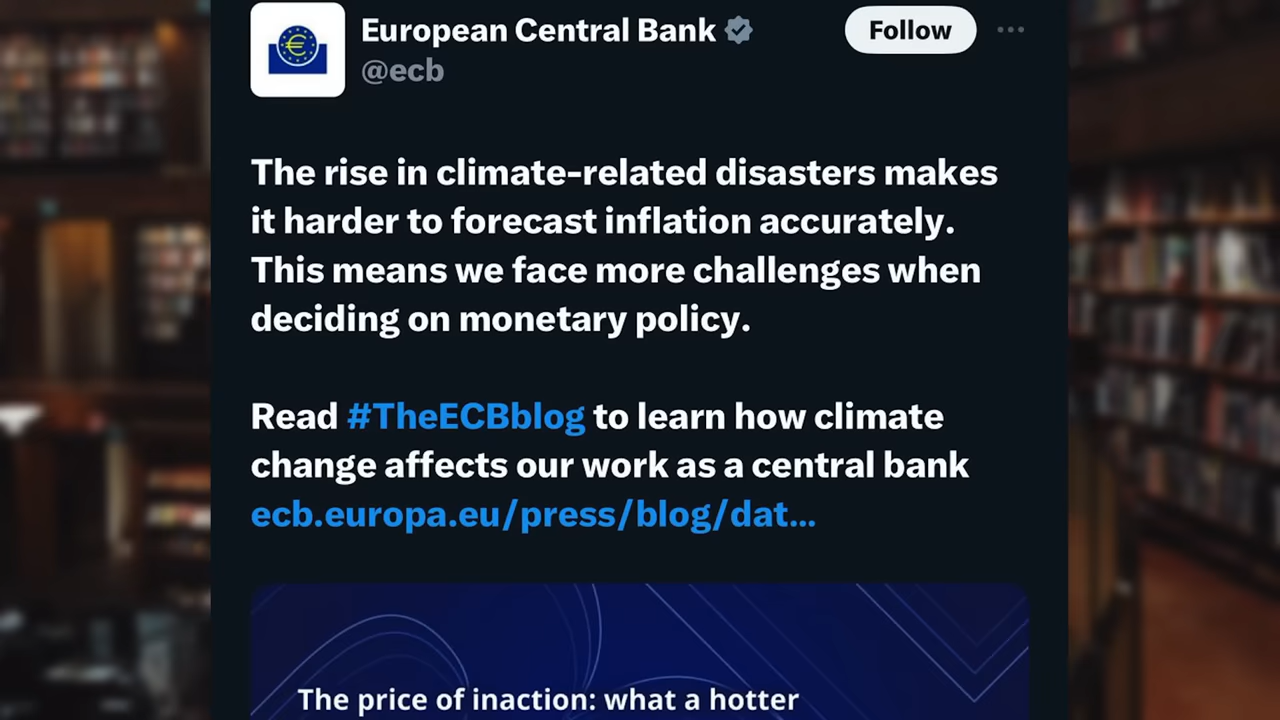 European Central Bank
Follow
@ecb
The rise in climate-related disasters makes
it harder to forecast inflation accurately.
This means we face more challenges when
deciding on monetary policy.
Read #TheECBblog to learn how climate
change affects our work as a central bank
ecb.europa.eu/press/blog/dat...
The price of inaction: what a hotter